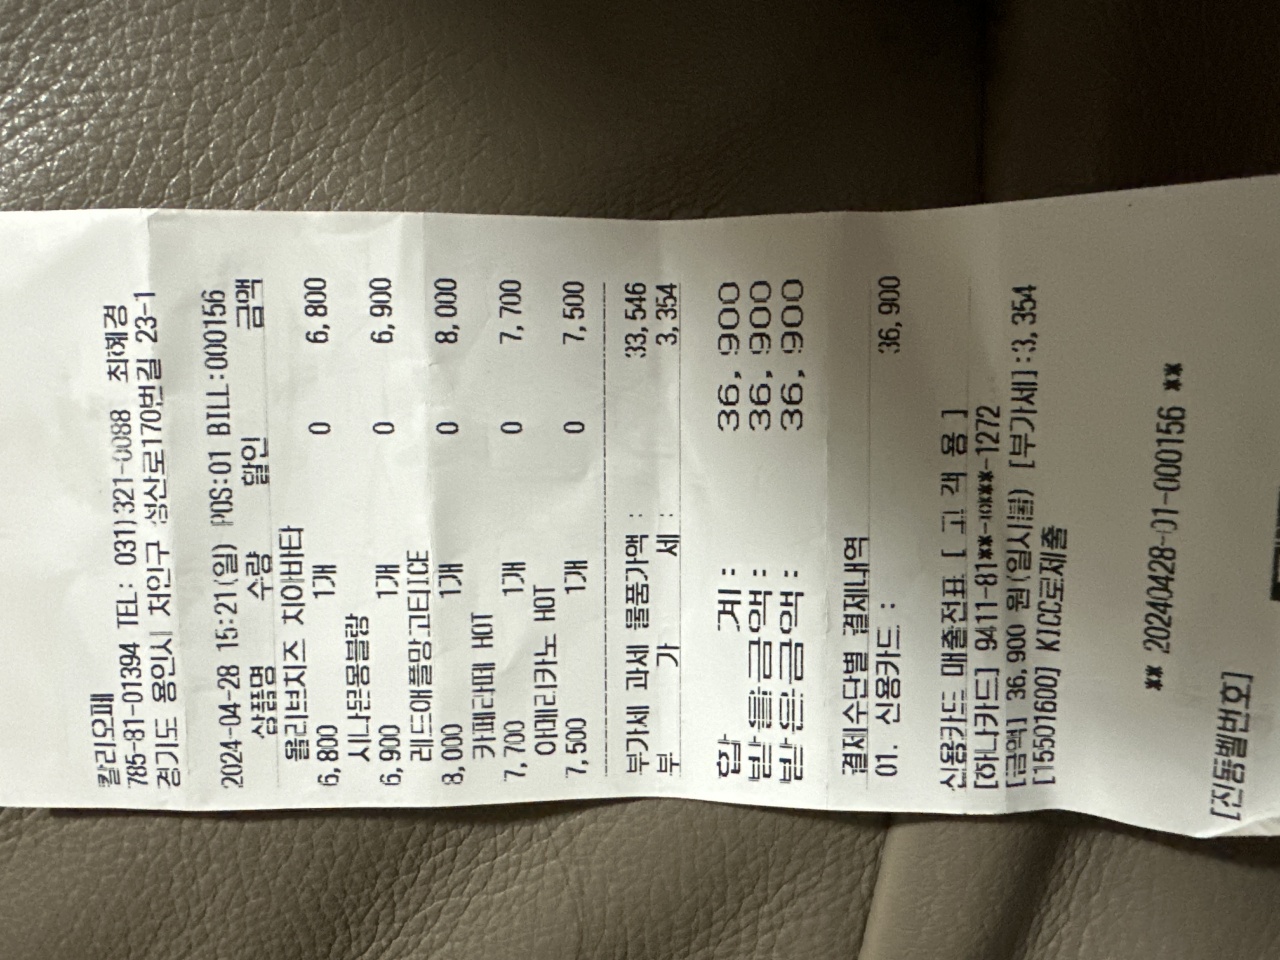 칼리오페
785-81-01394 TEL: 031)321-0088 최혜경
경기도 용인시 처인구 성산로170번길 23-1
2024-04-28 15:21(일) POS:01 BILL:000156
상품명 수량 할인 금액
올리브치즈 치아바타
6,800 1개 0 6,800
시나몬몽블랑
6,900 1개 0 6,900
레드애플망고티ICE
8,000 1개 0 8,000
카페라떼 HOT
7,700 1개 0 7,700
아메리카노 HOT
7,500 1개 0 7,500
부가세 과세 물품가액 : 33,546
부 가 세 : 3,354
합 계: 36,900
받을금액: 36,900
받은금액: 36,900
결제수단별 결제내역
01. 신용카드 : 36,900
신용카드 매출전표 [ 고 객 용 ]
[하나카드] 9411-81**-****-1272
[금액] 36,900 원(일시불) [부가세]:3,354
[15501600] KICC로제출
** 20240428-01-000156 **
[진동벨번호]